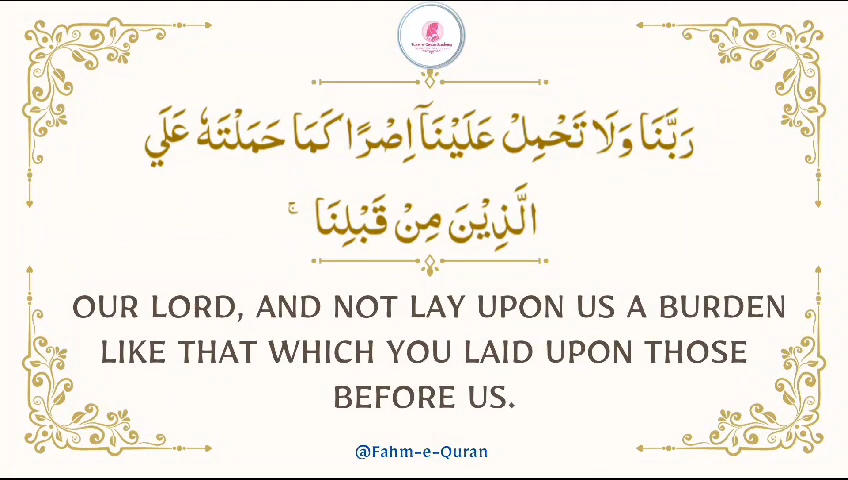 رَبَّنَا وَلَا تَحْمِلْ عَلَيْنَآ اِصْرًا كَمَا حَمَلْتَهٗ عَلَي
الَّذِيْنَ مِنْ قَبْلِنَا ۚ
OUR LORD, AND NOT LAY UPON US A BURDEN
LIKE THAT WHICH YOU LAID UPON THOSE
BEFORE US.
@Fahm-e-Quran